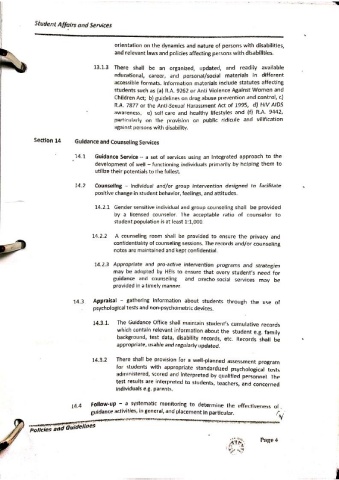 Student Affairs and Services
orientation on the dynamics and nature of persons with disabilities,
and relevant laws and policies affecting persons with disabilities.
13.1.3 There shall be an organized, updated, and readily available
educational, career, and personal/social materials in different
accessible formats. Information materials include statutes affecting
students such as (a) R.A. 9262 or Anti Violence Against Women and
Children Act; b) guidelines on drug abuse prevention and control, c)
R.A. 7877 or the Anti-Sexual Harassment Act of 1995, d) HIV AIDS
awareness, e) self-care and healthy lifestyles and (f) R.A. 9442,
particularly on the provision on public ridicule and vilification
against persons with disability.
Section 14 Guidance and Counseling Services
14.1 Guidance Service – a set of services using an integrated approach to the
development of well – functioning individuals primarily by helping them to
utilize their potentials to the fullest.
14.2 Counseling – individual and/or group intervention designed to facilitate
positive change in student behavior, feelings, and attitudes.
14.2.1 Gender sensitive individual and group counseling shall be provided
by a licensed counselor. The acceptable ratio of counselor to
student population is at least 1:1,000.
14.2.2 A counseling room shall be provided to ensure the privacy and
confidentiality of counseling sessions. The records and/or counseling
notes are maintained and kept confidential.
14.2.3 Appropriate and pro-active intervention programs and strategies
may be adopted by HEIs to ensure that every student's need for
guidance and counseling and oncho-social services may be
provided in a timely manner.
14.3 Appraisal – gathering information about students through the use of
psychological tests and non-psychometric devices.
14.3.1. The Guidance Office shall maintain student's cumulative records
which contain relevant information about the student e.g. family
background, test data, disability records, etc. Records shall be
appropriate, usable and regularly updated.
14.3.2 There shall be provision for a well-planned assessment program
for students with appropriate standardized psychological tests
administered, scored and interpreted by qualified personnel. The
test results are interpreted to students, teachers, and concerned
individuals e.g. parents.
14.4 Follow-up – a systematic monitoring to determine the effectiveness of
guidance activities, in general, and placement in particular.
Policies and Guidelines
Page 6